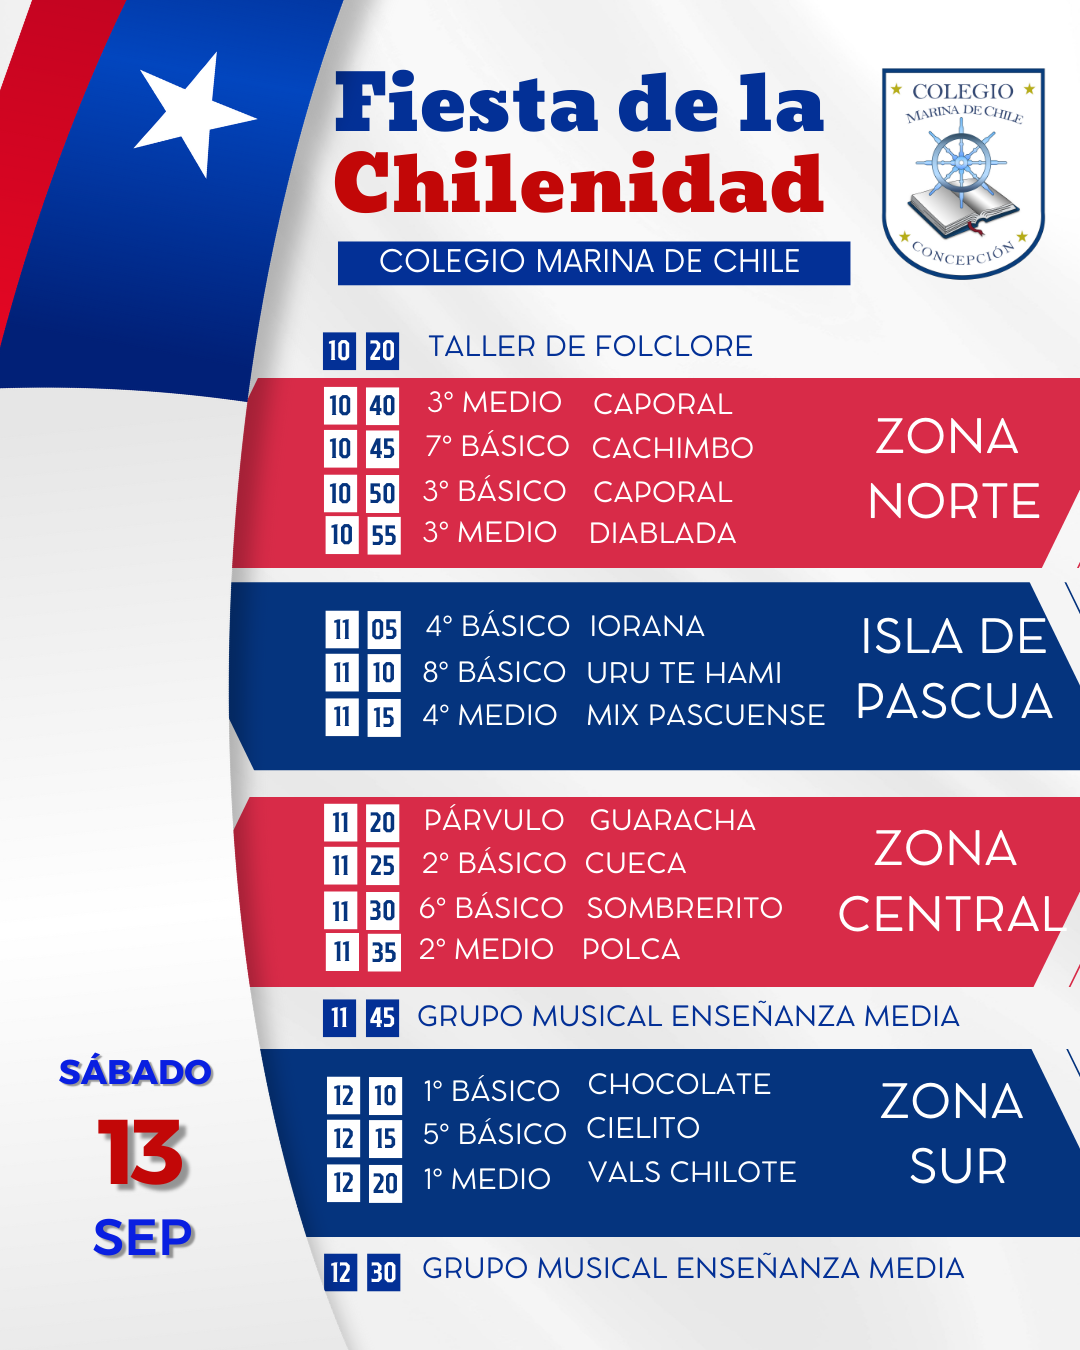 Fiesta de la
Chilenidad
COLEGIO MARINA DE CHILE
COLEGIO
MARINA DE CHILE
CONCEPCIÓN
10 20 TALLER DE FOLCLORE
10 40 3° MEDIO CAPORAL
10 45 7° BÁSICO CACHIMBO
10 50 3° BÁSICO CAPORAL
10 55 3° MEDIO DIABLADA
ZONA
NORTE
11 05 4° BÁSICO IORANA
11 10 8° BÁSICO URU TE HAMI
11 15 4° MEDIO MIX PASCUENSE
ISLA DE
PASCUA
11 20 PÁRVULO GUARACHA
11 25 2° BÁSICO CUECA
11 30 6° BÁSICO SOMBRERITO
11 35 2° MEDIO POLCA
ZONA
CENTRAL
11 45 GRUPO MUSICAL ENSEÑANZA MEDIA
12 10 1° BÁSICO CHOCOLATE
12 15 5° BÁSICO CIELITO
12 20 1° MEDIO VALS CHILOTE
ZONA
SUR
12 30 GRUPO MUSICAL ENSEÑANZA MEDIA
SÁBADO
13
SEP